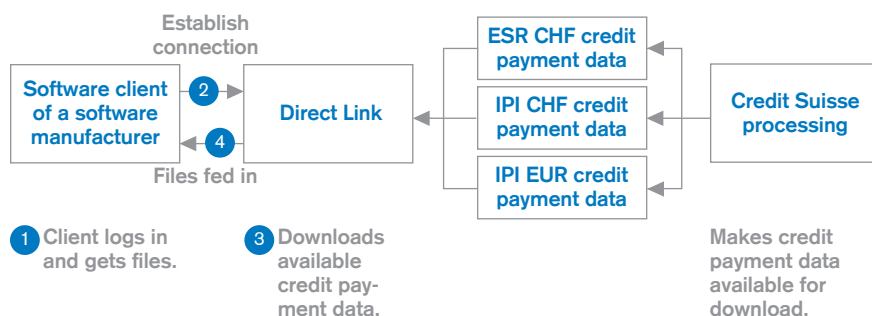 Establish
connection
Software client
of a software
manufacturer
2
4
Files fed in
Direct Link
ESR CHF credit
payment data
IPI CHF credit
payment data
IPI EUR credit
payment data
Credit Suisse
processing
1 Client logs in
and gets files.
3 Downloads
available
credit pay-
ment data.
Makes credit
payment data
available for
download.